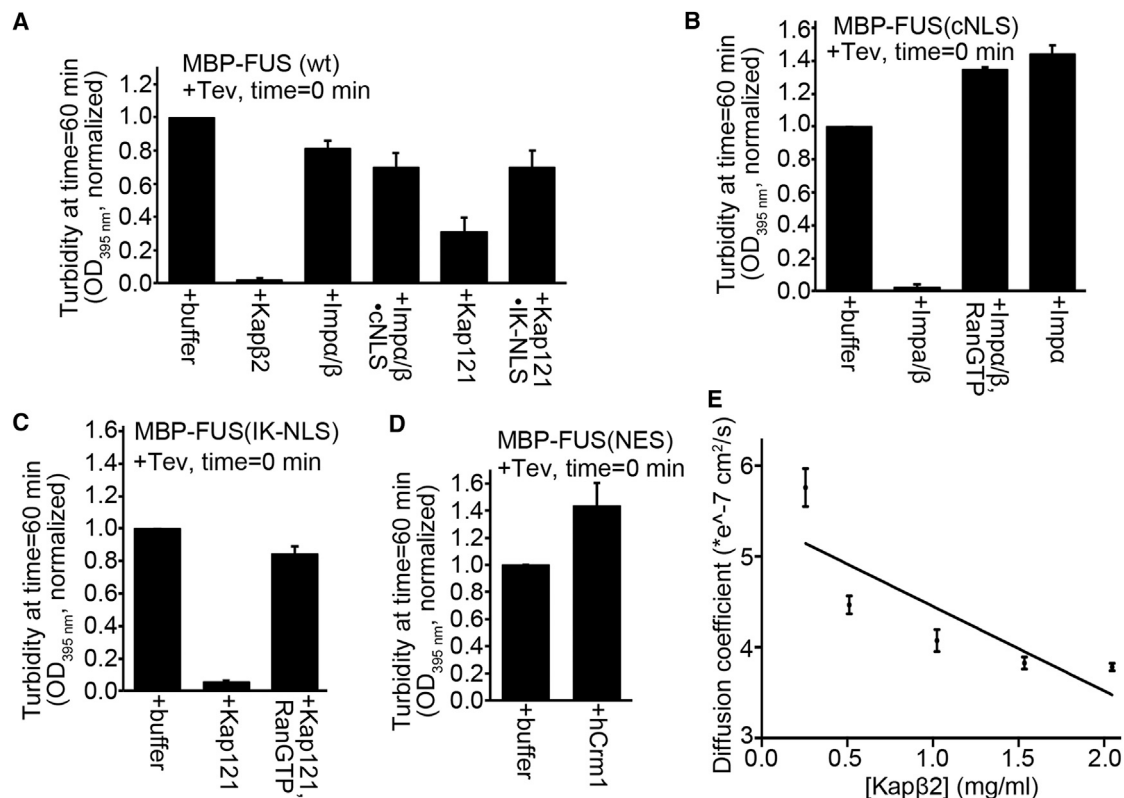 A
MBP-FUS (wt)
+Tev, time=0 min
Turbidity at time=60 min
(OD395 nm, normalized)
1.2
1.0
0.8
0.6
0.4
0.2
0.0
+buffer
+Kapβ2
+Impα/β
+Impα/β
•cNLS
+Kap121
+Kap121
•IK-NLS
B
MBP-FUS(cNLS)
+Tev, time=0 min
Turbidity at time=60 min
(OD395 nm, normalized)
1.6
1.4
1.2
1.0
0.8
0.6
0.4
0.2
0.0
+buffer
+Impa/β
+Impα/β,
RanGTP
+Impα
C
MBP-FUS(IK-NLS)
+Tev, time=0 min
Turbidity at time=60 min
(OD395 nm, normalized)
1.6
1.4
1.2
1.0
0.8
0.6
0.4
0.2
0.0
+buffer
+Kap121
+Kap121,
RanGTP
D
MBP-FUS(NES)
+Tev, time=0 min
Turbidity at time=60 min
(OD395 nm, normalized)
1.6
1.4
1.2
1.0
0.8
0.6
0.4
0.2
0.0
+buffer
+hCrm1
E
Diffusion coefficient (*e^-7 cm²/s)
6
5
4
3
0.0
0.5
1.0
1.5
2.0
[Kapβ2] (mg/ml)